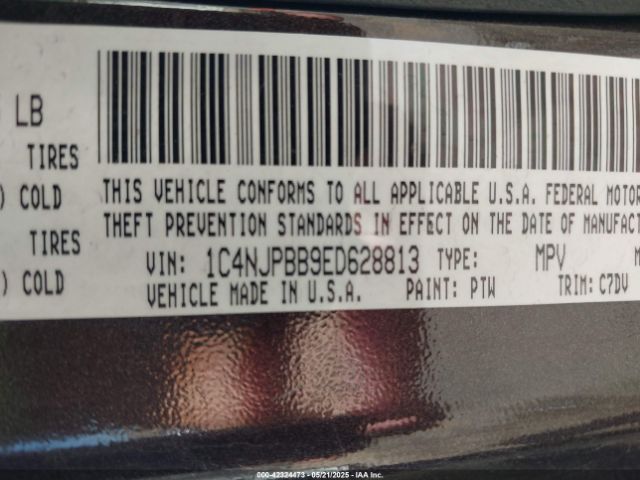 LB
TIRES
) COLD
TIRES
) COLD
THIS VEHICLE CONFORMS TO ALL APPLICABLE U.S.A. FEDERAL MOTOR
THEFT PREVENTION STANDARDS IN EFFECT ON THE DATE OF MANUFACT
VIN: 1C4NJPBB9ED628813 TYPE: MPV M
VEHICLE MADE IN U.S.A. PAINT: PTW TRIM: C7DV
00-42324473 — 05/21/2025 — IAA Inc.